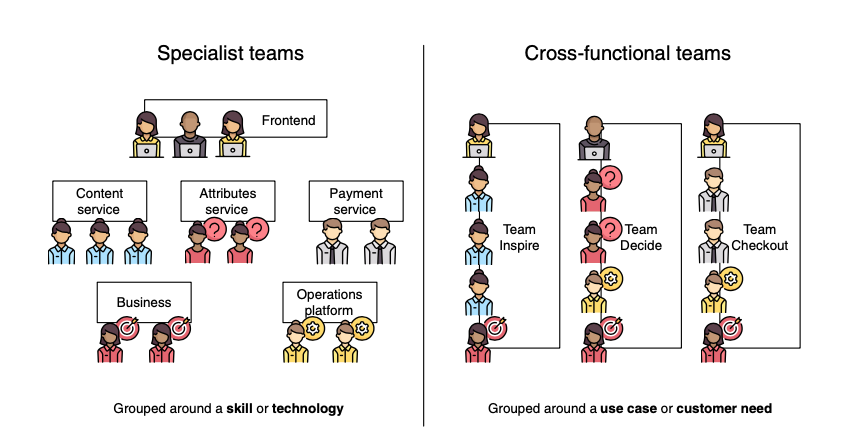 Specialist teams
Cross-functional teams
Frontend
Content
service
Attributes
service
Payment
service
Business
Operations
platform
Grouped around a skill or technology
Team
Inspire
?
?
Team
Decide
Team
Checkout
?
?
Grouped around a use case or customer need